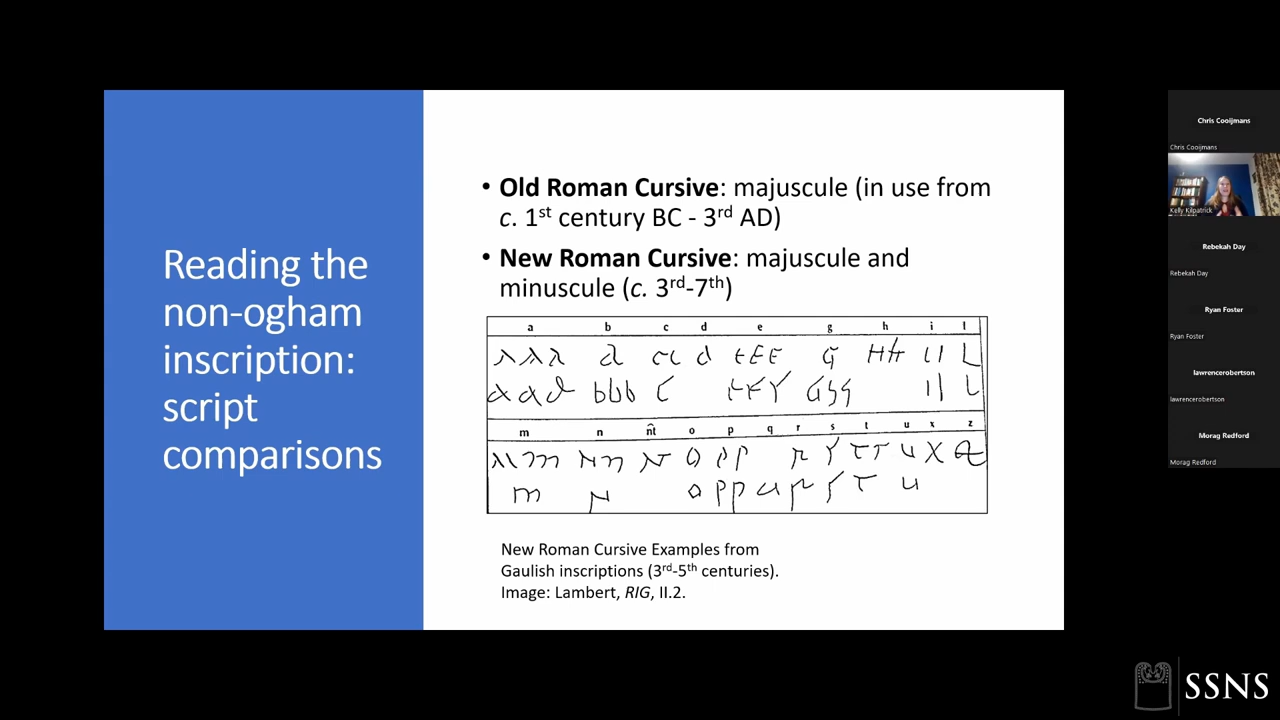 Reading the
non-ogham
inscription:
script
comparisons
• Old Roman Cursive: majuscule (in use from
c. 1st century BC - 3rd AD)
• New Roman Cursive: majuscule and
minuscule (c. 3rd-7th)
a b c d e g h i l
m n n̂t o p q r s t u x z
New Roman Cursive Examples from
Gaulish inscriptions (3rd-5th centuries).
Image: Lambert, RIG, II.2.
Chris Cooijmans
Chris Cooijmans
Kelly Kilpatrick
Rebekah Day
Rebekah Day
Ryan Foster
Ryan Foster
lawrencerobertson
lawrencerobertson
Morag Redford
Morag Redford
SSNS